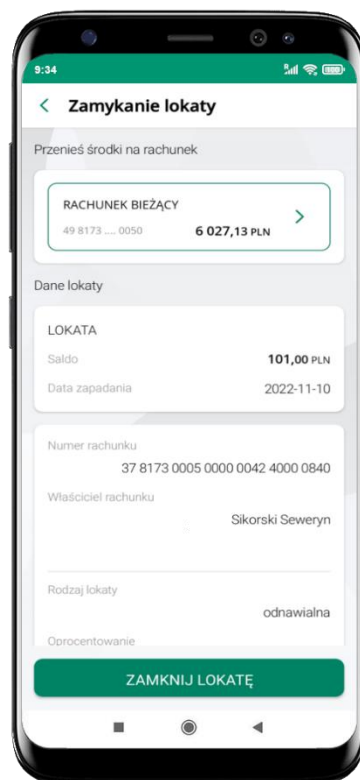 9:34
Zamykanie lokaty
Przenieś środki na rachunek
RACHUNEK BIEŻĄCY
49 8173 .... 0050 6 027,13 PLN
Dane lokaty
LOKATA
Saldo 101,00 PLN
Data zapadania 2022-11-10
Numer rachunku
37 8173 0005 0000 0042 4000 0840
Właściciel rachunku
Sikorski Seweryn
Rodzaj lokaty
odnawialna
Oprocentowanie
ZAMKNIJ LOKATĘ